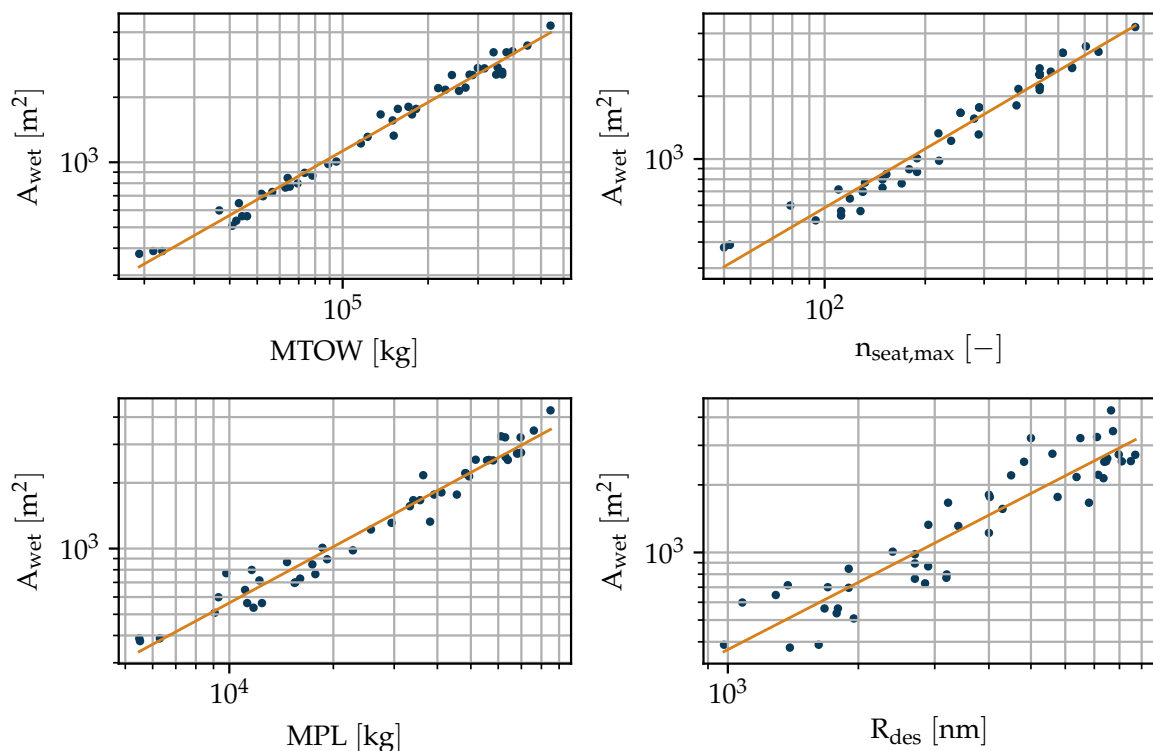 A_wet [m²]
10³
10⁵
MTOW [kg]
A_wet [m²]
10³
10²
n_seat,max [−]
A_wet [m²]
10³
10⁴
MPL [kg]
A_wet [m²]
10³
10³
R_des [nm]